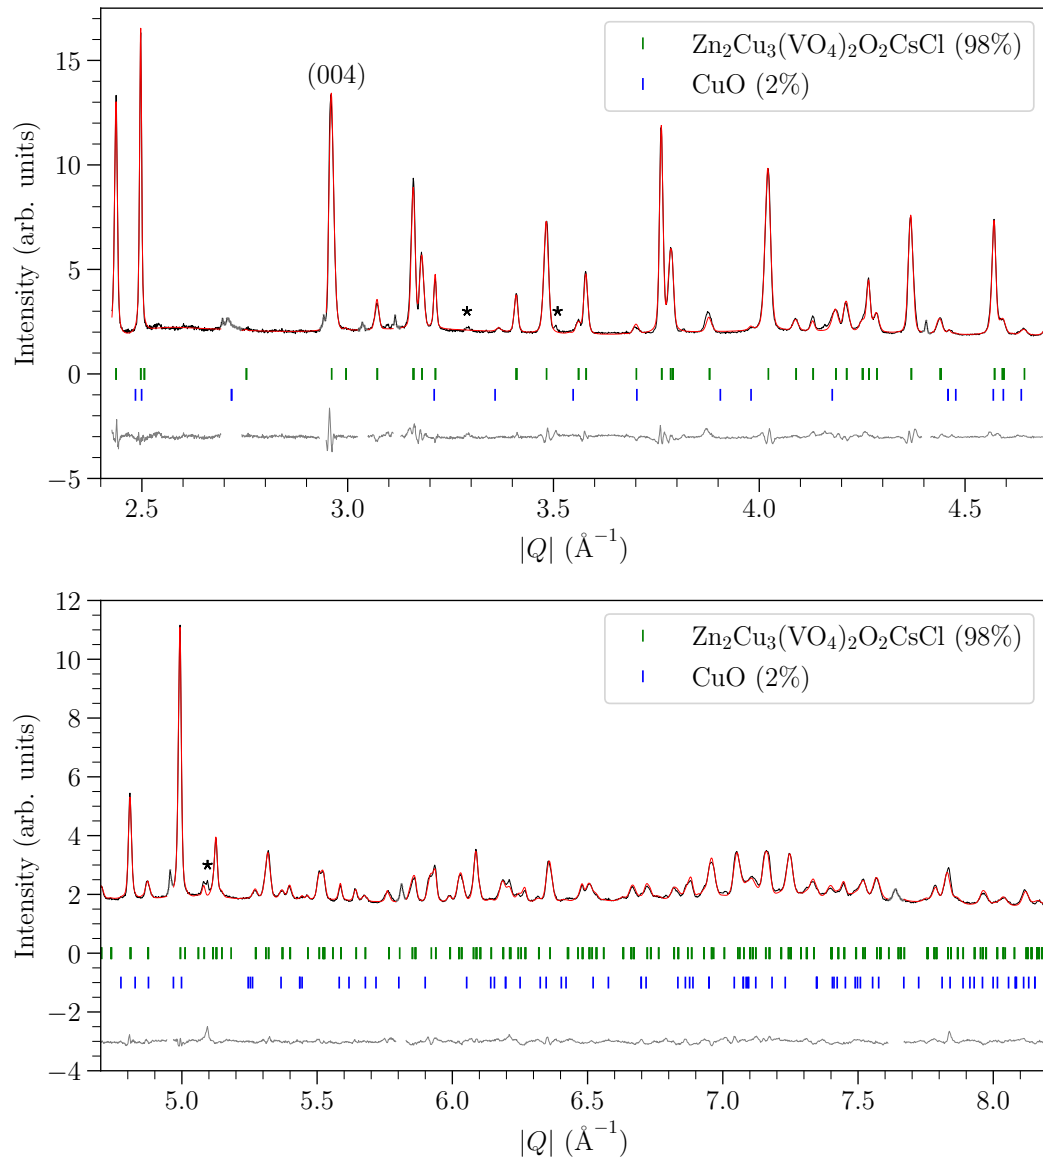 Zn₂Cu₃(VO₄)₂O₂CsCl (98%)
CuO (2%)
(004)
*
*
Intensity (arb. units)
15
10
5
0
−5
2.5 3.0 3.5 4.0 4.5
|Q| (Å⁻¹)
Zn₂Cu₃(VO₄)₂O₂CsCl (98%)
CuO (2%)
*
Intensity (arb. units)
12
10
8
6
4
2
0
−2
−4
5.0 5.5 6.0 6.5 7.0 7.5 8.0
|Q| (Å⁻¹)